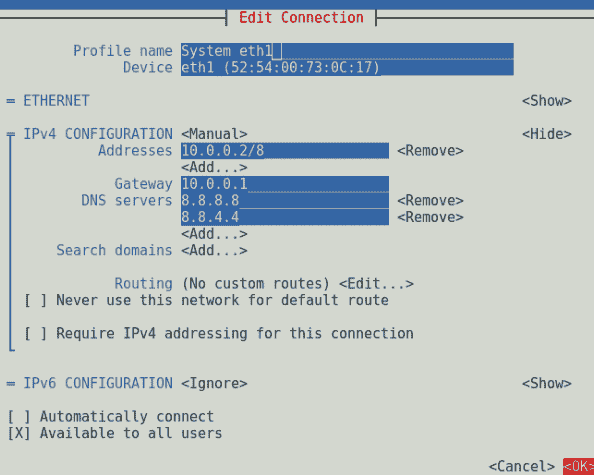 Edit Connection
Profile name System eth1
Device eth1 (52:54:00:73:0C:17)
= ETHERNET <Show>
= IPv4 CONFIGURATION <Manual> <Hide>
Addresses 10.0.0.2/8 <Remove>
<Add...>
Gateway 10.0.0.1
DNS servers 8.8.8.8 <Remove>
8.8.4.4 <Remove>
<Add...>
Search domains <Add...>
Routing (No custom routes) <Edit...>
[ ] Never use this network for default route
[ ] Require IPv4 addressing for this connection
= IPv6 CONFIGURATION <Ignore> <Show>
[ ] Automatically connect
[X] Available to all users
<Cancel> <OK>